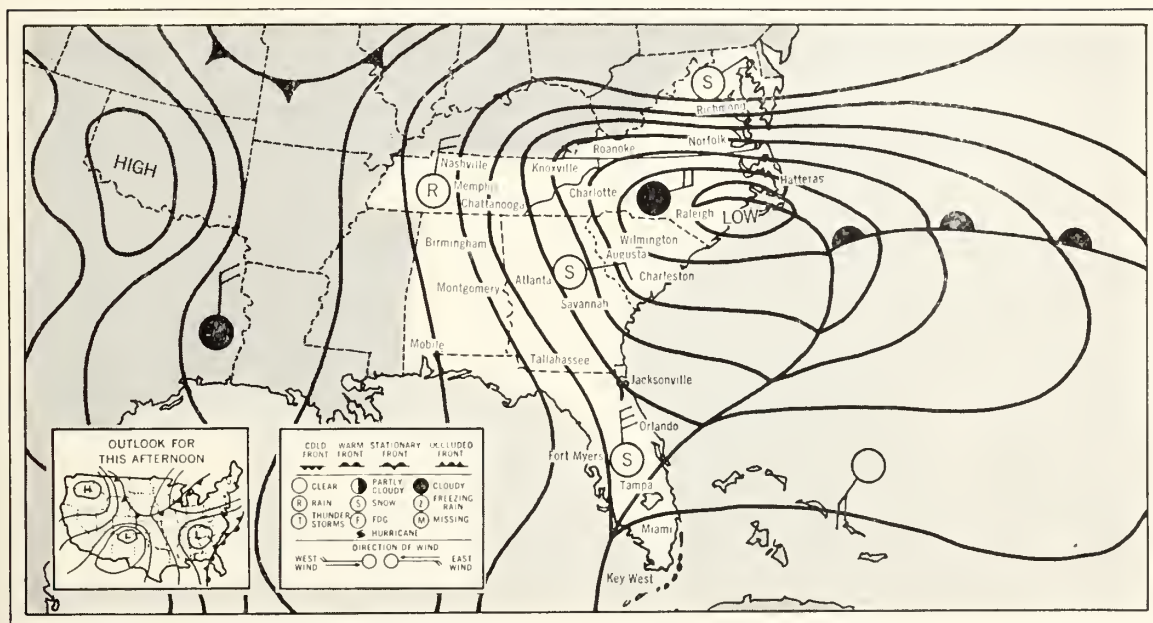 S
Richmond
Norfolk
Roanoke
HIGH
Nashville
Knoxville
Hatteras
R
Memphis
Charlotte
Chattanooga
Raleigh
LOW
Birmingham
Wilmington
Augusta
S
Atlanta
Charleston
Montgomery
Savannah
Mobile
Tallahassee
Jacksonville
Orlando
Fort Myers
S
Tampa
Miami
Key West
OUTLOOK FOR
THIS AFTERNOON
H
L
L
COLD FRONT
WARM FRONT
STATIONARY FRONT
OCCLUDED FRONT
CLEAR
PARTLY CLOUDY
CLOUDY
R RAIN
S SNOW
Z FREEZING RAIN
T THUNDER STORMS
F FOG
M MISSING
HURRICANE
DIRECTION OF WIND
WEST WIND
EAST WIND